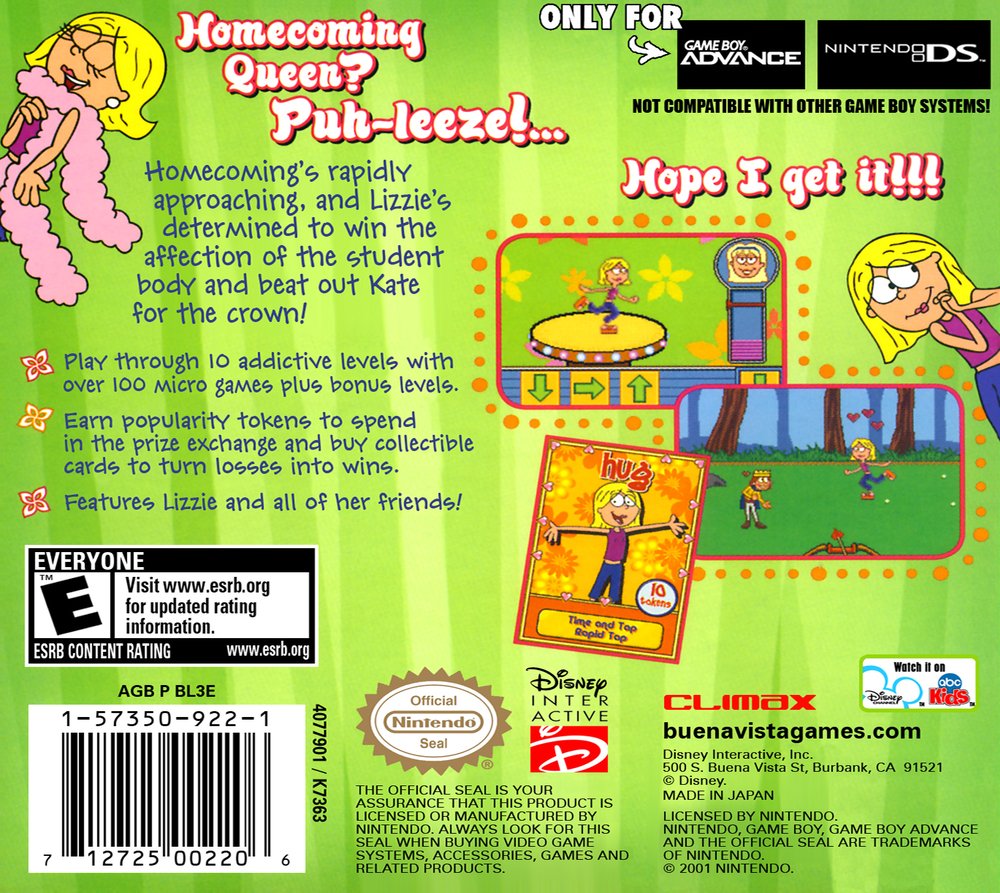 Homecoming
Queen?
Puh-leeze!...
ONLY FOR
GAME BOY
ADVANCE
NINTENDO DS
NOT COMPATIBLE WITH OTHER GAME BOY SYSTEMS!
Homecoming's rapidly
approaching, and Lizzie's
determined to win the
affection of the student
body and beat out Kate
for the crown!
Hope I get it!!!
Play through 10 addictive levels with
over 100 micro games plus bonus levels.
Earn popularity tokens to spend
in the prize exchange and buy collectible
cards to turn losses into wins.
Features Lizzie and all of her friends!
hug
10
tokens
Time and Tap
Rapid Tap
EVERYONE
E
TM
Visit www.esrb.org
for updated rating
information.
ESRB CONTENT RATING www.esrb.org
AGB P BL3E
1-57350-922-1
7 12725 00220 6
4077901 / K7363
Official
Nintendo
Seal
®
THE OFFICIAL SEAL IS YOUR
ASSURANCE THAT THIS PRODUCT IS
LICENSED OR MANUFACTURED BY
NINTENDO. ALWAYS LOOK FOR THIS
SEAL WHEN BUYING VIDEO GAME
SYSTEMS, ACCESSORIES, GAMES AND
RELATED PRODUCTS.
Disney
INTER
ACTIVE
CLIMAX
Watch it on
Disney
CHANNEL
abc
Kids
buenavistagames.com
Disney Interactive, Inc.
500 S. Buena Vista St, Burbank, CA 91521
© Disney.
MADE IN JAPAN
LICENSED BY NINTENDO.
NINTENDO, GAME BOY, GAME BOY ADVANCE
AND THE OFFICIAL SEAL ARE TRADEMARKS
OF NINTENDO.
© 2001 NINTENDO.